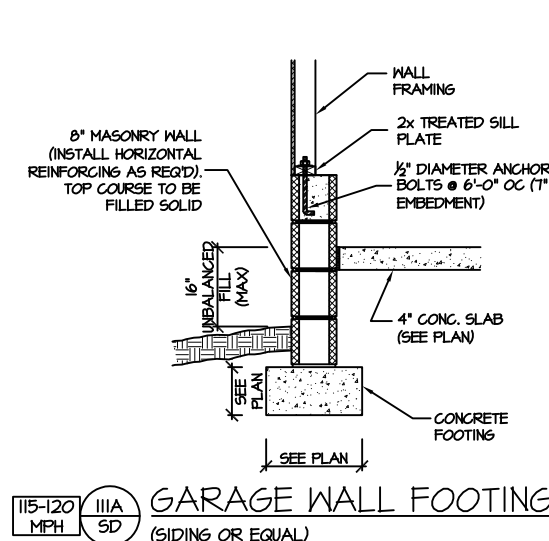 WALL
FRAMING
2x TREATED SILL
PLATE
8" MASONRY WALL
(INSTALL HORIZONTAL
REINFORCING AS REQ'D).
TOP COURSE TO BE
FILLED SOLID
½" DIAMETER ANCHOR
BOLTS @ 6'-0" OC (7"
EMBEDMENT)
16"
UNBALANCED
FILL
(MAX)
4" CONC. SLAB
(SEE PLAN)
SEE
PLAN
CONCRETE
FOOTING
SEE PLAN
115-120
MPH
111A
SD
GARAGE WALL FOOTING
(SIDING OR EQUAL)